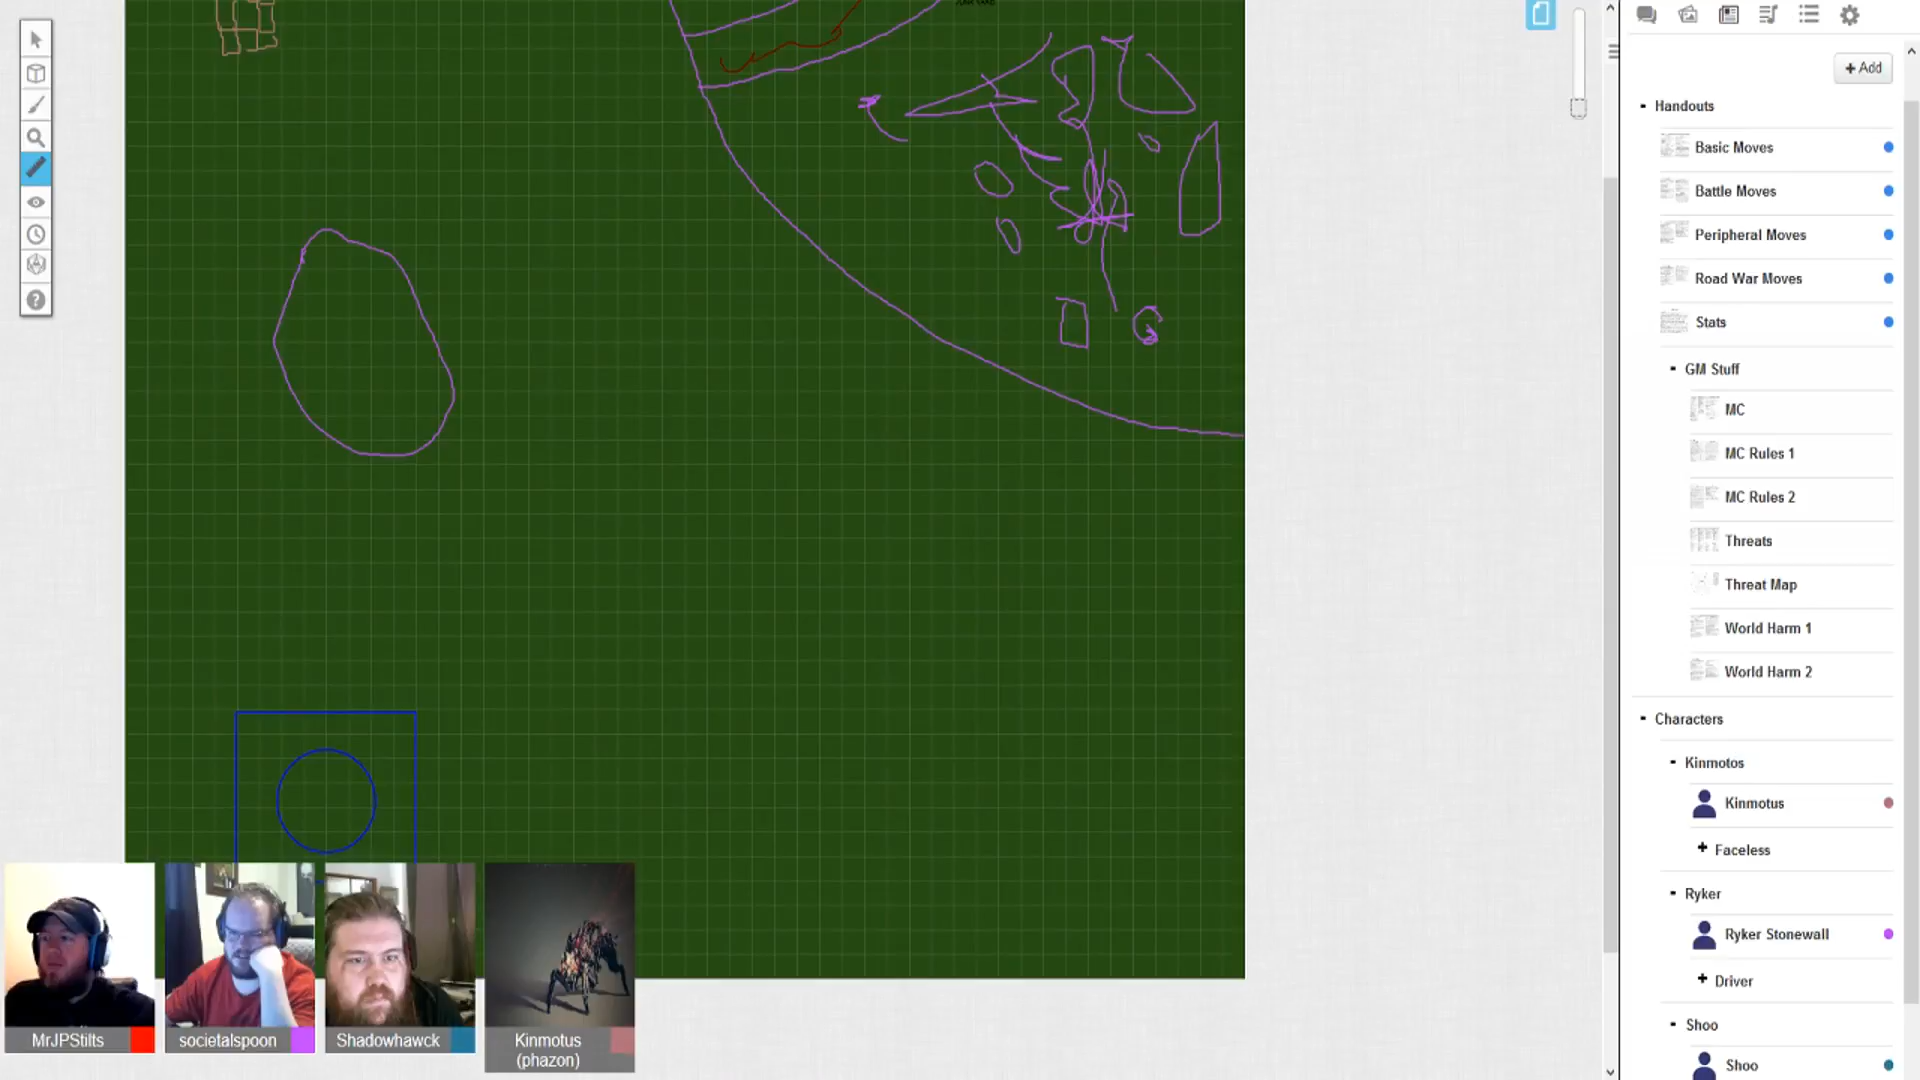 JUNK YARD
+ Add
Handouts
Basic Moves
Battle Moves
Peripheral Moves
Road War Moves
Stats
GM Stuff
MC
MC Rules 1
MC Rules 2
Threats
Threat Map
World Harm 1
World Harm 2
Characters
Kinmotos
Kinmotus
Faceless
Ryker
Ryker Stonewall
Driver
Shoo
Shoo
MrJPStilts
societalspoon
Shadowhawck
Kinmotus
(phazon)